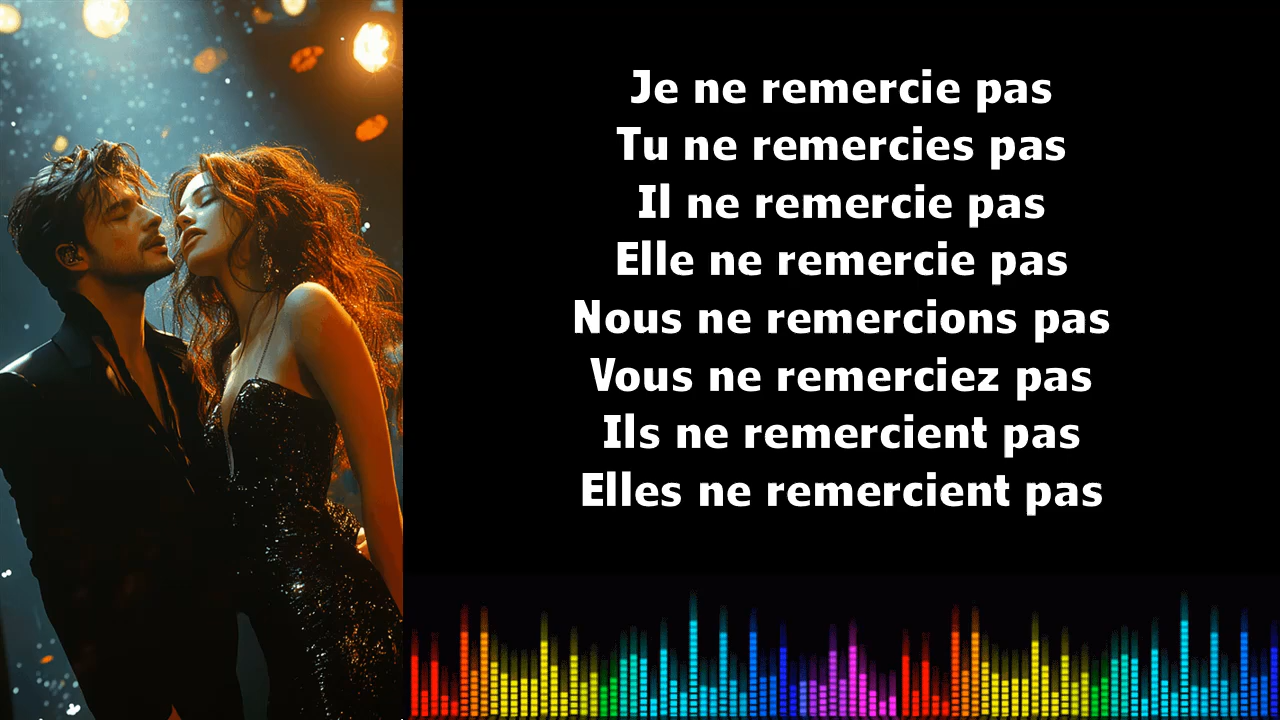 Je ne remercie pas
Tu ne remercies pas
Il ne remercie pas
Elle ne remercie pas
Nous ne remercions pas
Vous ne remerciez pas
Ils ne remercient pas
Elles ne remercient pas